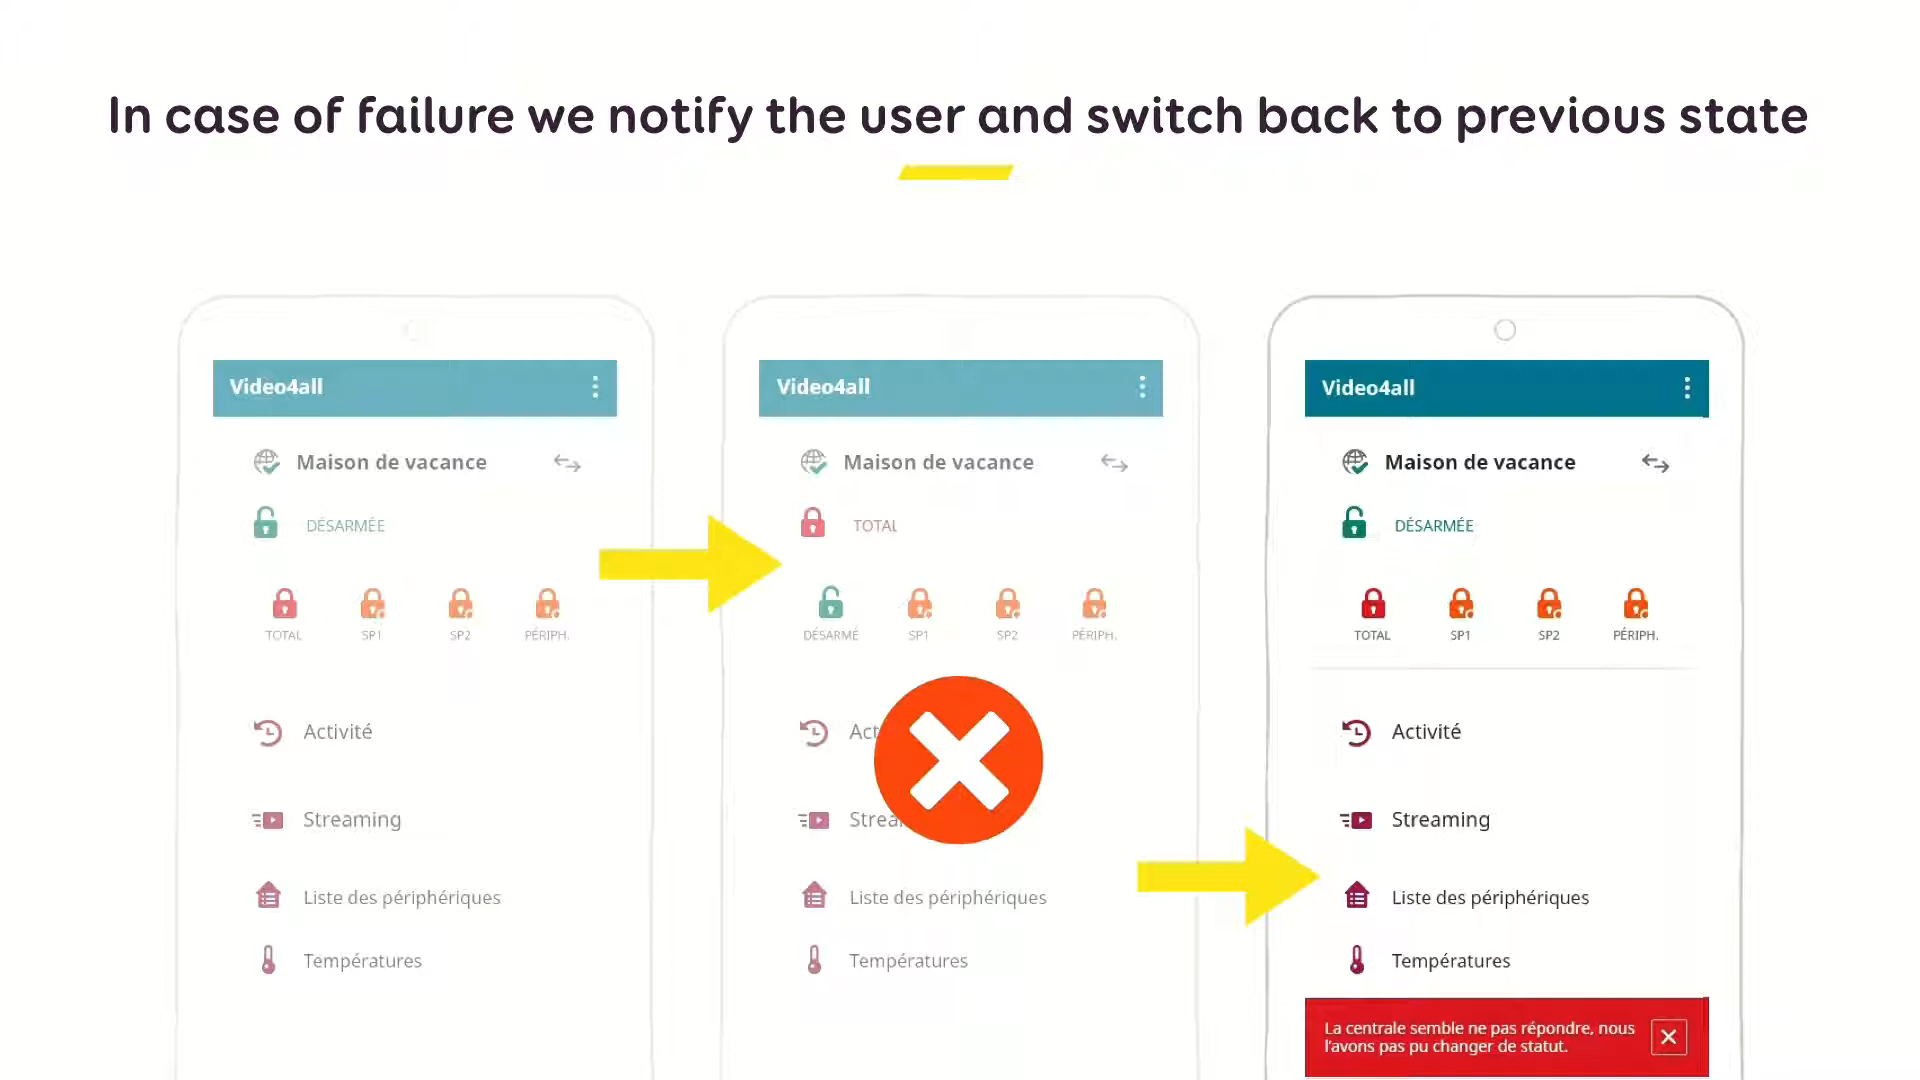 In case of failure we notify the user and switch back to previous state
Video4all
Maison de vacance
DÉSARMÉE
TOTAL
SP1
SP2
PÉRIPH.
Activité
Streaming
Liste des périphériques
Températures
Video4all
Maison de vacance
TOTAL
DÉSARMÉ
SP1
SP2
PÉRIPH.
Liste des périphériques
Températures
Video4all
Maison de vacance
DÉSARMÉE
TOTAL
SP1
SP2
PÉRIPH.
Activité
Streaming
Liste des périphériques
Températures
La centrale semble ne pas répondre, nous
l'avons pas pu changer de statut.